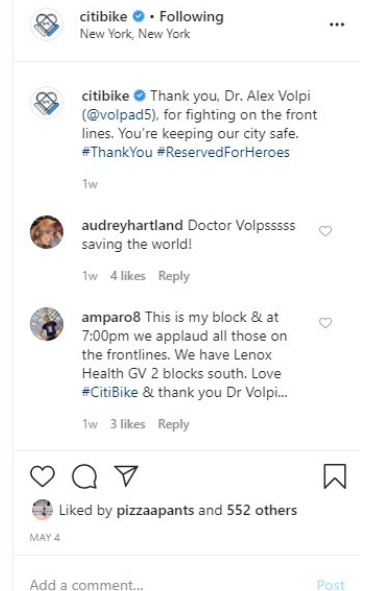 citibike • Following
New York, New York
citibike Thank you, Dr. Alex Volpi
(@volpad5), for fighting on the front
lines. You're keeping our city safe.
#ThankYou #ReservedForHeroes
1w
audreyhartland Doctor Volpsssss
saving the world!
1w 4 likes Reply
amparo8 This is my block & at
7:00pm we applaud all those on
the frontlines. We have Lenox
Health GV 2 blocks south. Love
#CitiBike & thank you Dr Volpi...
1w 3 likes Reply
Liked by pizzaapants and 552 others
MAY 4
Add a comment... Post